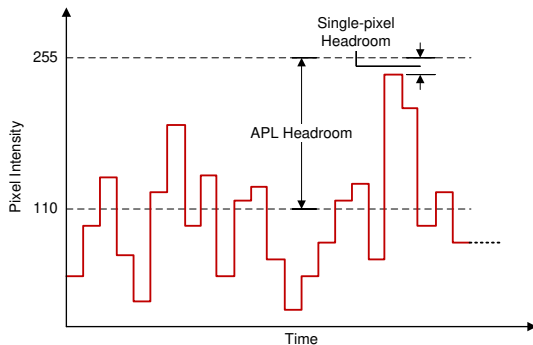 Single-pixel
Headroom
255
APL Headroom
Pixel Intensity
110
Time